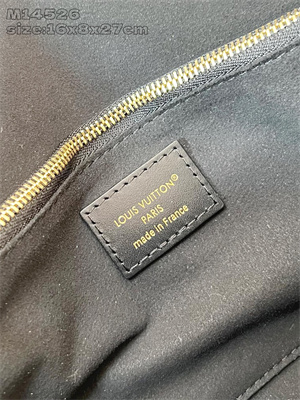 M14526
size:16x8x27cm
LOUIS VUITTON®
PARIS
made in France